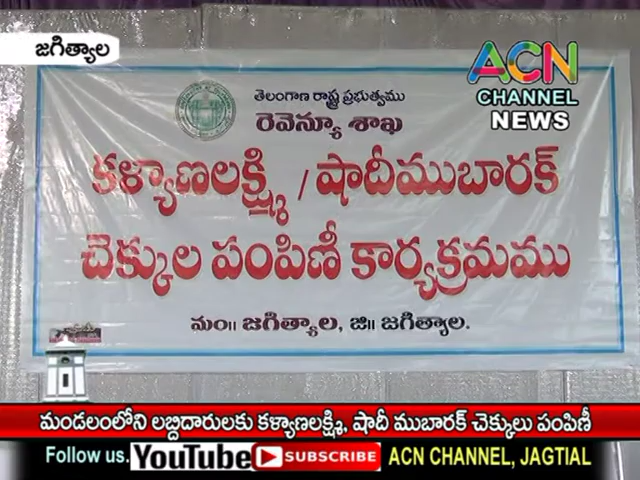 జగిత్యాల
ACN
CHANNEL
NEWS
తెలంగాణ రాష్ట్ర ప్రభుత్వము
రెవెన్యూ శాఖ
కళ్యాణలక్ష్మి / షాదీముబారక్
చెక్కుల పంపిణీ కార్యక్రమము
మం॥ జగిత్యాల, జి॥ జగిత్యాల.
మండలంలోని లబ్దిదారులకు కళ్యాణలక్ష్మి, షాదీ ముబారక్ చెక్కులు పంపిణీ
Follow us. YouTube SUBSCRIBE ACN CHANNEL, JAGTIAL